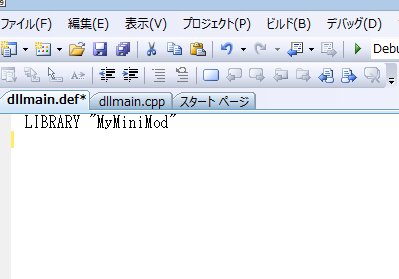 ファイル(F) 編集(E) 表示(V) プロジェクト(P) ビルド(B) デバッグ(D)
Debu
A
dllmain.def* dllmain.cpp スタート ページ
LIBRARY "MyMiniMod"